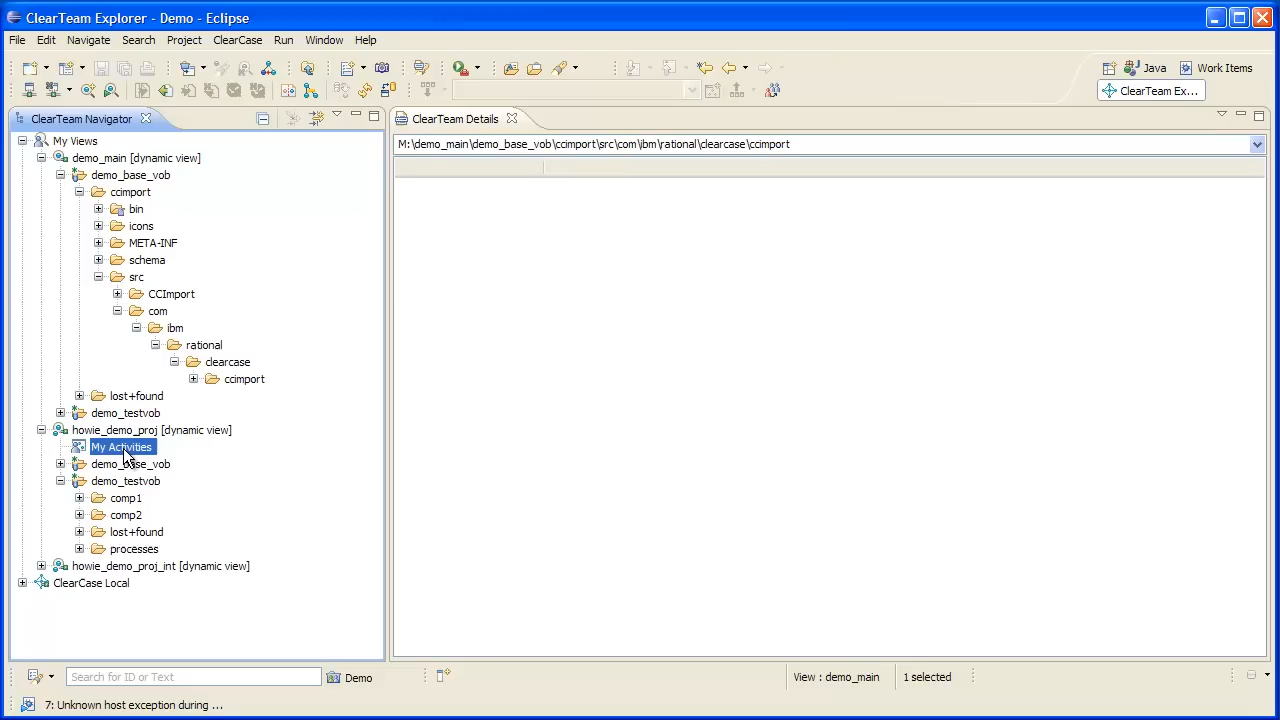 ClearTeam Explorer - Demo - Eclipse
File Edit Navigate Search Project ClearCase Run Window Help
Java Work Items
ClearTeam Ex...
ClearTeam Navigator
ClearTeam Details
My Views
M:\demo_main\demo_base_vob\ccimport\src\com\ibm\rational\clearcase\ccimport
demo_main [dynamic view]
demo_base_vob
ccimport
bin
icons
META-INF
schema
src
CCImport
com
ibm
rational
clearcase
ccimport
lost+found
demo_testvob
howie_demo_proj [dynamic view]
My Activities
demo_base_vob
demo_testvob
comp1
comp2
lost+found
processes
howie_demo_proj_int [dynamic view]
ClearCase Local
Search for ID or Text Demo View : demo_main 1 selected
7: Unknown host exception during ...